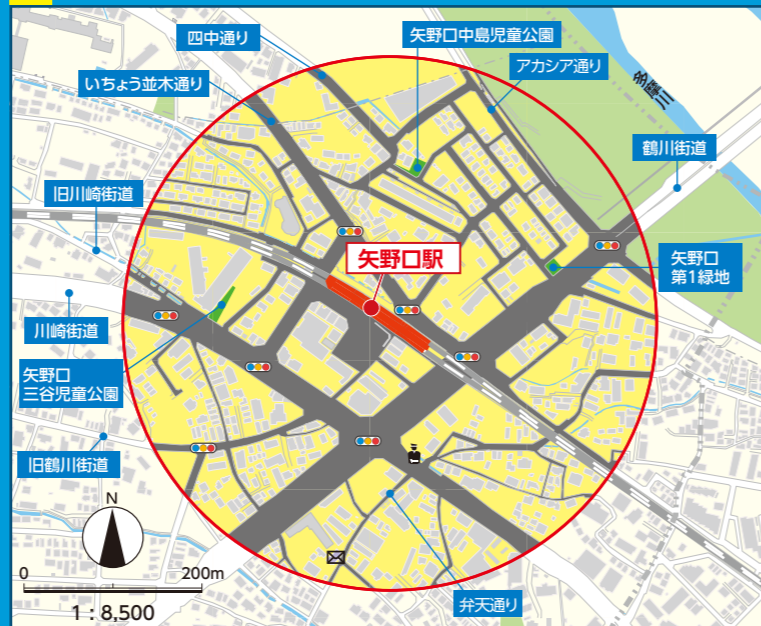 四中通り
矢野口中島児童公園
アカシア通り
いちょう並木通り
多摩川
鶴川街道
旧川崎街道
矢野口駅
矢野口
第1緑地
川崎街道
矢野口
三谷児童公園
旧鶴川街道
N
0 200m
1:8,500
弁天通り